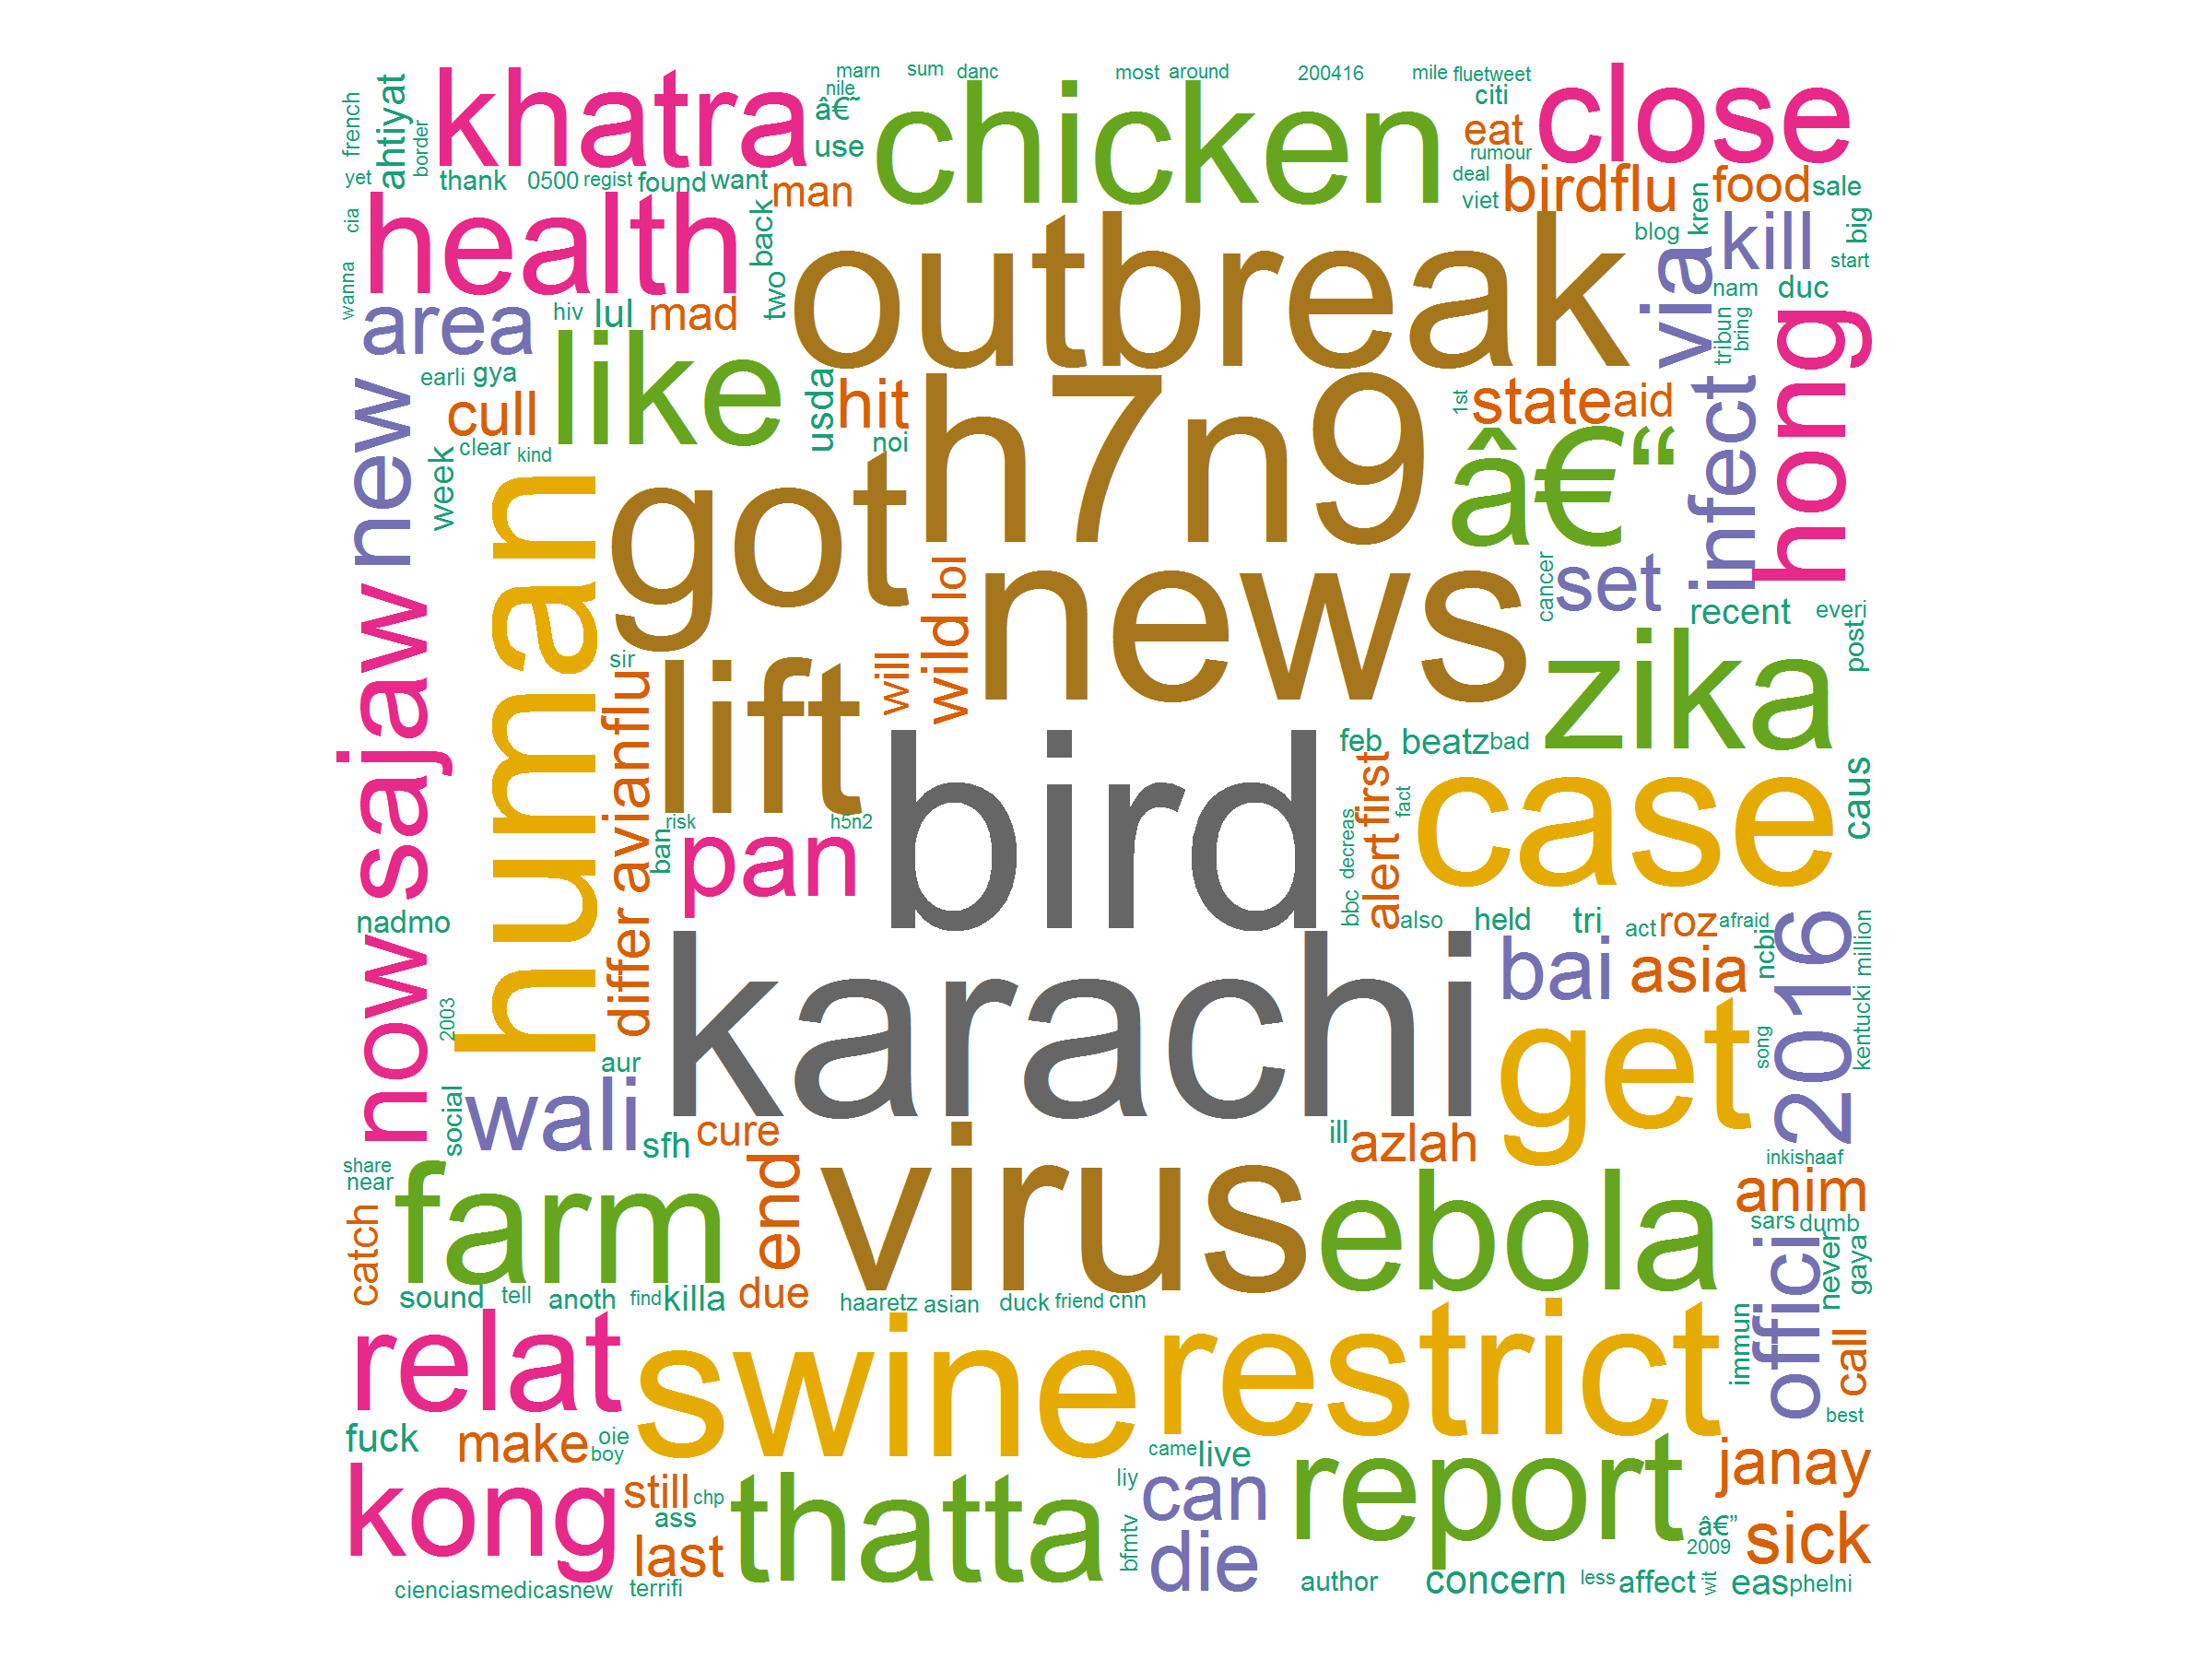 marn sum danc most around 200416 mile fluetweet
french ahtiyat khatra nile â€˜ chicken citi close
border use eat
yet thank 0500 regist found want man rumour deal birdflu food sale
cia health back viet blog kren big
wanna two outbreak via kill start
area hiv lul mad nam duc
tribun bring hong
new earli gya like usda hit h7n9 1st state aid
cull noi â€“ infect
week clear kind
human got news cancer set
sajaw wild lol recent everi
sir will zika post
avianflu lift bird feb beatz bad
risk h5n2 first fact case caus
ban pan decreas alert
nadmo differ bbc also held tri act roz afraid
now karachi bai asia ncbi 2016 million
2003 get song kentucki
aur
social wali sfh cure ill azlah inkishaaf
share near farm end virus ebola anim
catch sars dumb
offici never gaya
sound tell anoth find killa due haaretz asian duck friend cnn
relat swine restrict immun call
best
fuck make oie boy came live janay
kong still chp thatta liy can report â€” sick
ass 2009
last bfmtv die
cienciasmedicasnew terrifi author concern less affect wit eas phelni